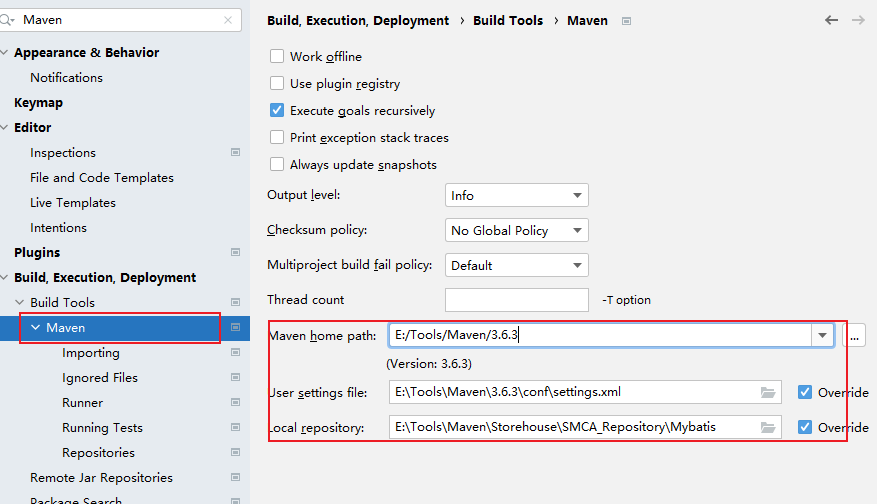 Maven
Appearance & Behavior
Notifications
Keymap
Editor
Inspections
File and Code Templates
Live Templates
Intentions
Plugins
Build, Execution, Deployment
Build Tools
Maven
Importing
Ignored Files
Runner
Running Tests
Repositories
Remote Jar Repositories
Package Search
Build, Execution, Deployment › Build Tools › Maven
Work offline
Use plugin registry
Execute goals recursively
Print exception stack traces
Always update snapshots
Output level: Info
Checksum policy: No Global Policy
Multiproject build fail policy: Default
Thread count -T option
Maven home path: E:/Tools/Maven/3.6.3 ...
(Version: 3.6.3)
User settings file: E:\Tools\Maven\3.6.3\conf\settings.xml Override
Local repository: E:\Tools\Maven\Storehouse\SMCA_Repository\Mybatis Override